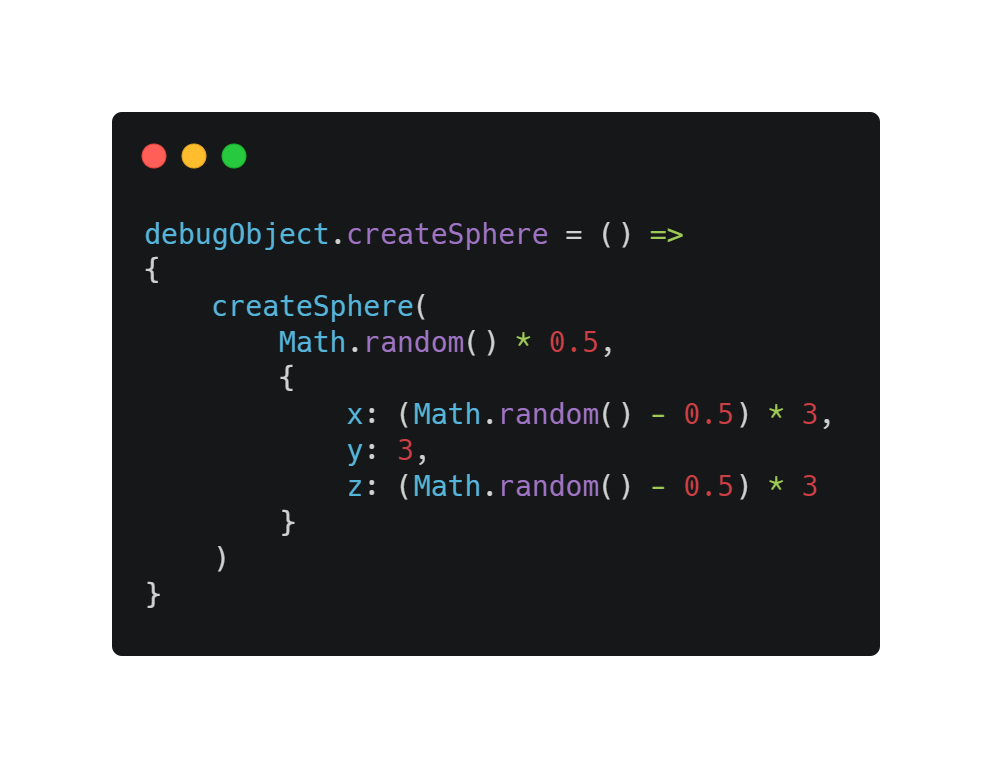 debugObject.createSphere = () =>
{
    createSphere(
        Math.random() * 0.5,
        {
            x: (Math.random() - 0.5) * 3,
            y: 3,
            z: (Math.random() - 0.5) * 3
        }
    )
}